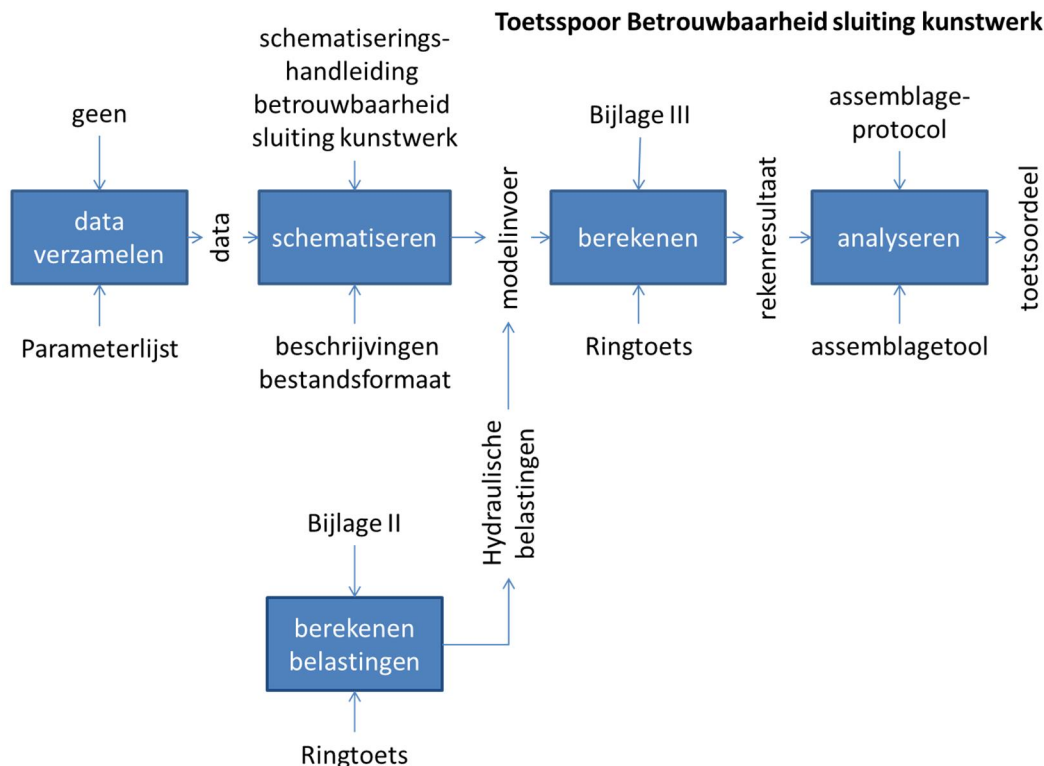 Toetsspoor Betrouwbaarheid sluiting kunstwerk
geen
schematiserings-
handleiding
betrouwbaarheid
sluiting kunstwerk
Bijlage III
assemblage-
protocol
data
verzamelen
data
schematiseren
modelinvoer
berekenen
rekenresultaat
analyseren
toetsoordeel
Parameterlijst
beschrijvingen
bestandsformaat
Ringtoets
assemblagetool
Hydraulische
belastingen
Bijlage II
berekenen
belastingen
Ringtoets